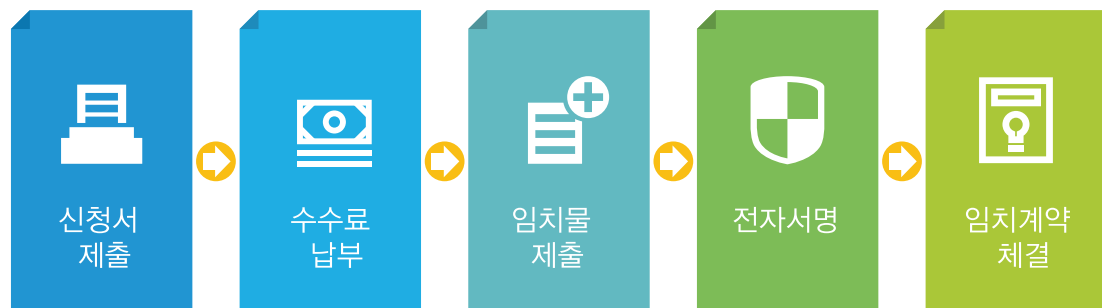 신청서
제출
수수료
납부
임치물
제출
전자서명
임치계약
체결